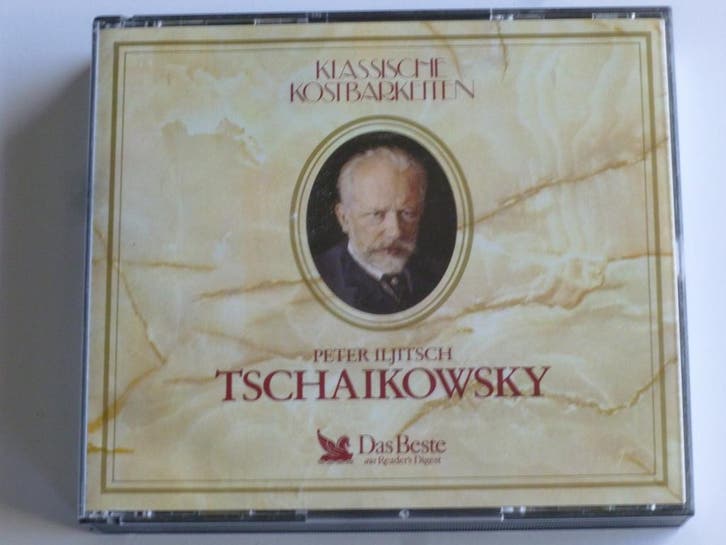 KLASSISCHE
KOSTBARKEITEN
PETER ILJITSCH
TSCHAIKOWSKY
Das Beste
aus Reader's Digest